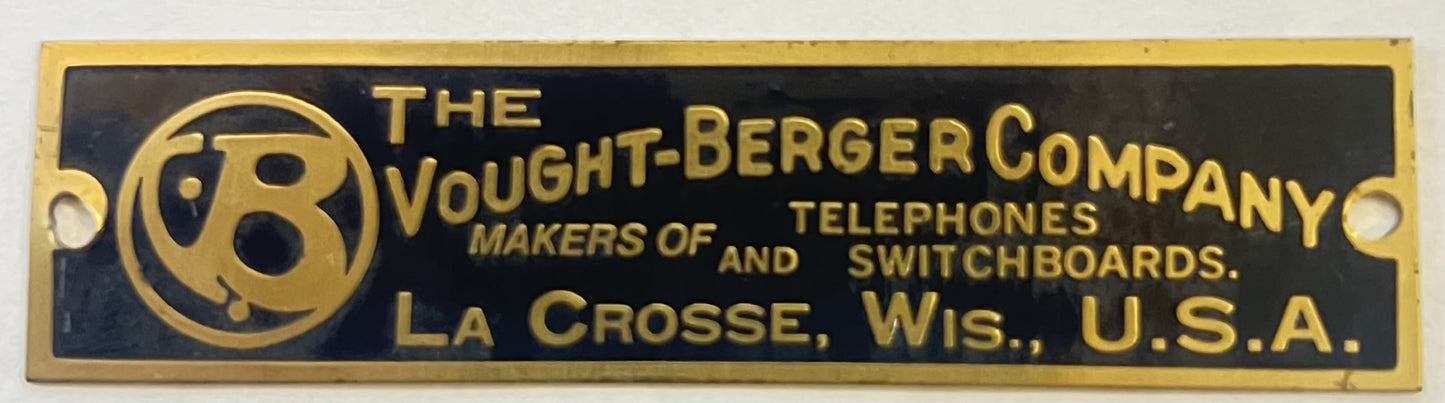 VB
THE
VOUGHT-BERGER COMPANY
MAKERS OF TELEPHONES
AND SWITCHBOARDS.
LA CROSSE, WIS., U.S.A.